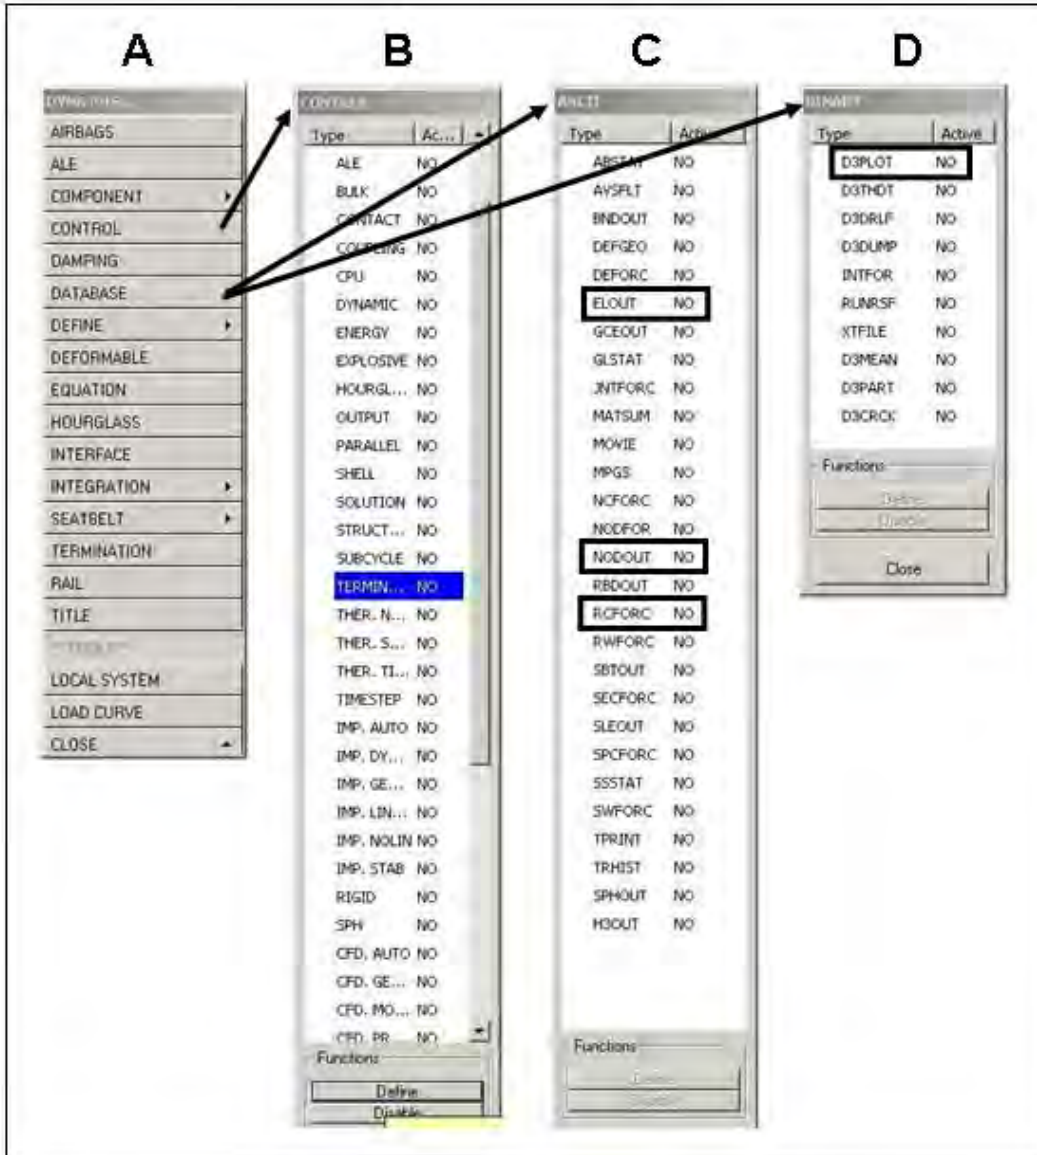 A
B
C
D
AIRBAGS
ALE
COMPONENT
CONTROL
DAMPING
DATABASE
DEFINE
DEFORMABLE
EQUATION
HOURGLASS
INTERFACE
INTEGRATION
SEATBELT
TERMINATION
RAIL
TITLE
LOCAL SYSTEM
LOAD CURVE
CLOSE
CONTROL
Type Ac...
ALE NO
BULK NO
CONTACT NO
COUPLING NO
CPU NO
DYNAMIC NO
ENERGY NO
EXPLOSIVE NO
HOURGL... NO
OUTPUT NO
PARALLEL NO
SHELL NO
SOLUTION NO
STRUCT... NO
SUBCYCLE NO
TERMIN... NO
THER. N... NO
THER. S... NO
THER. TI... NO
TIMESTEP NO
IMP. AUTO NO
IMP. DY... NO
IMP. GE... NO
IMP. LIN... NO
IMP. NOLIN NO
IMP. STAB NO
RIGID NO
SPH NO
CFD. AUTO NO
CFD. GE... NO
CFD. MO... NO
CFD. PR NO
Functions
Define
Disable
ASCII
Type Active
ABSTAT NO
AVSFLT NO
BNDOUT NO
DEFGEO NO
DEFORC NO
ELOUT NO
GCEOUT NO
GLSTAT NO
JNTFORC NO
MATSUM NO
MOVIE NO
MPGS NO
NCFORC NO
NODFOR NO
NODOUT NO
RBDOUT NO
RCFORC NO
RWFORC NO
SBTOUT NO
SECFORC NO
SLEOUT NO
SPCFORC NO
SSSTAT NO
SWFORC NO
TPRINT NO
TRHIST NO
SPHOUT NO
H3OUT NO
Functions
BINARY
Type Active
D3PLOT NO
D3THDT NO
D3DRLF NO
D3DUMP NO
INTFOR NO
RUNRSF NO
XTFILE NO
D3MEAN NO
D3PART NO
D3CRCK NO
Functions
Define
Disable
Close